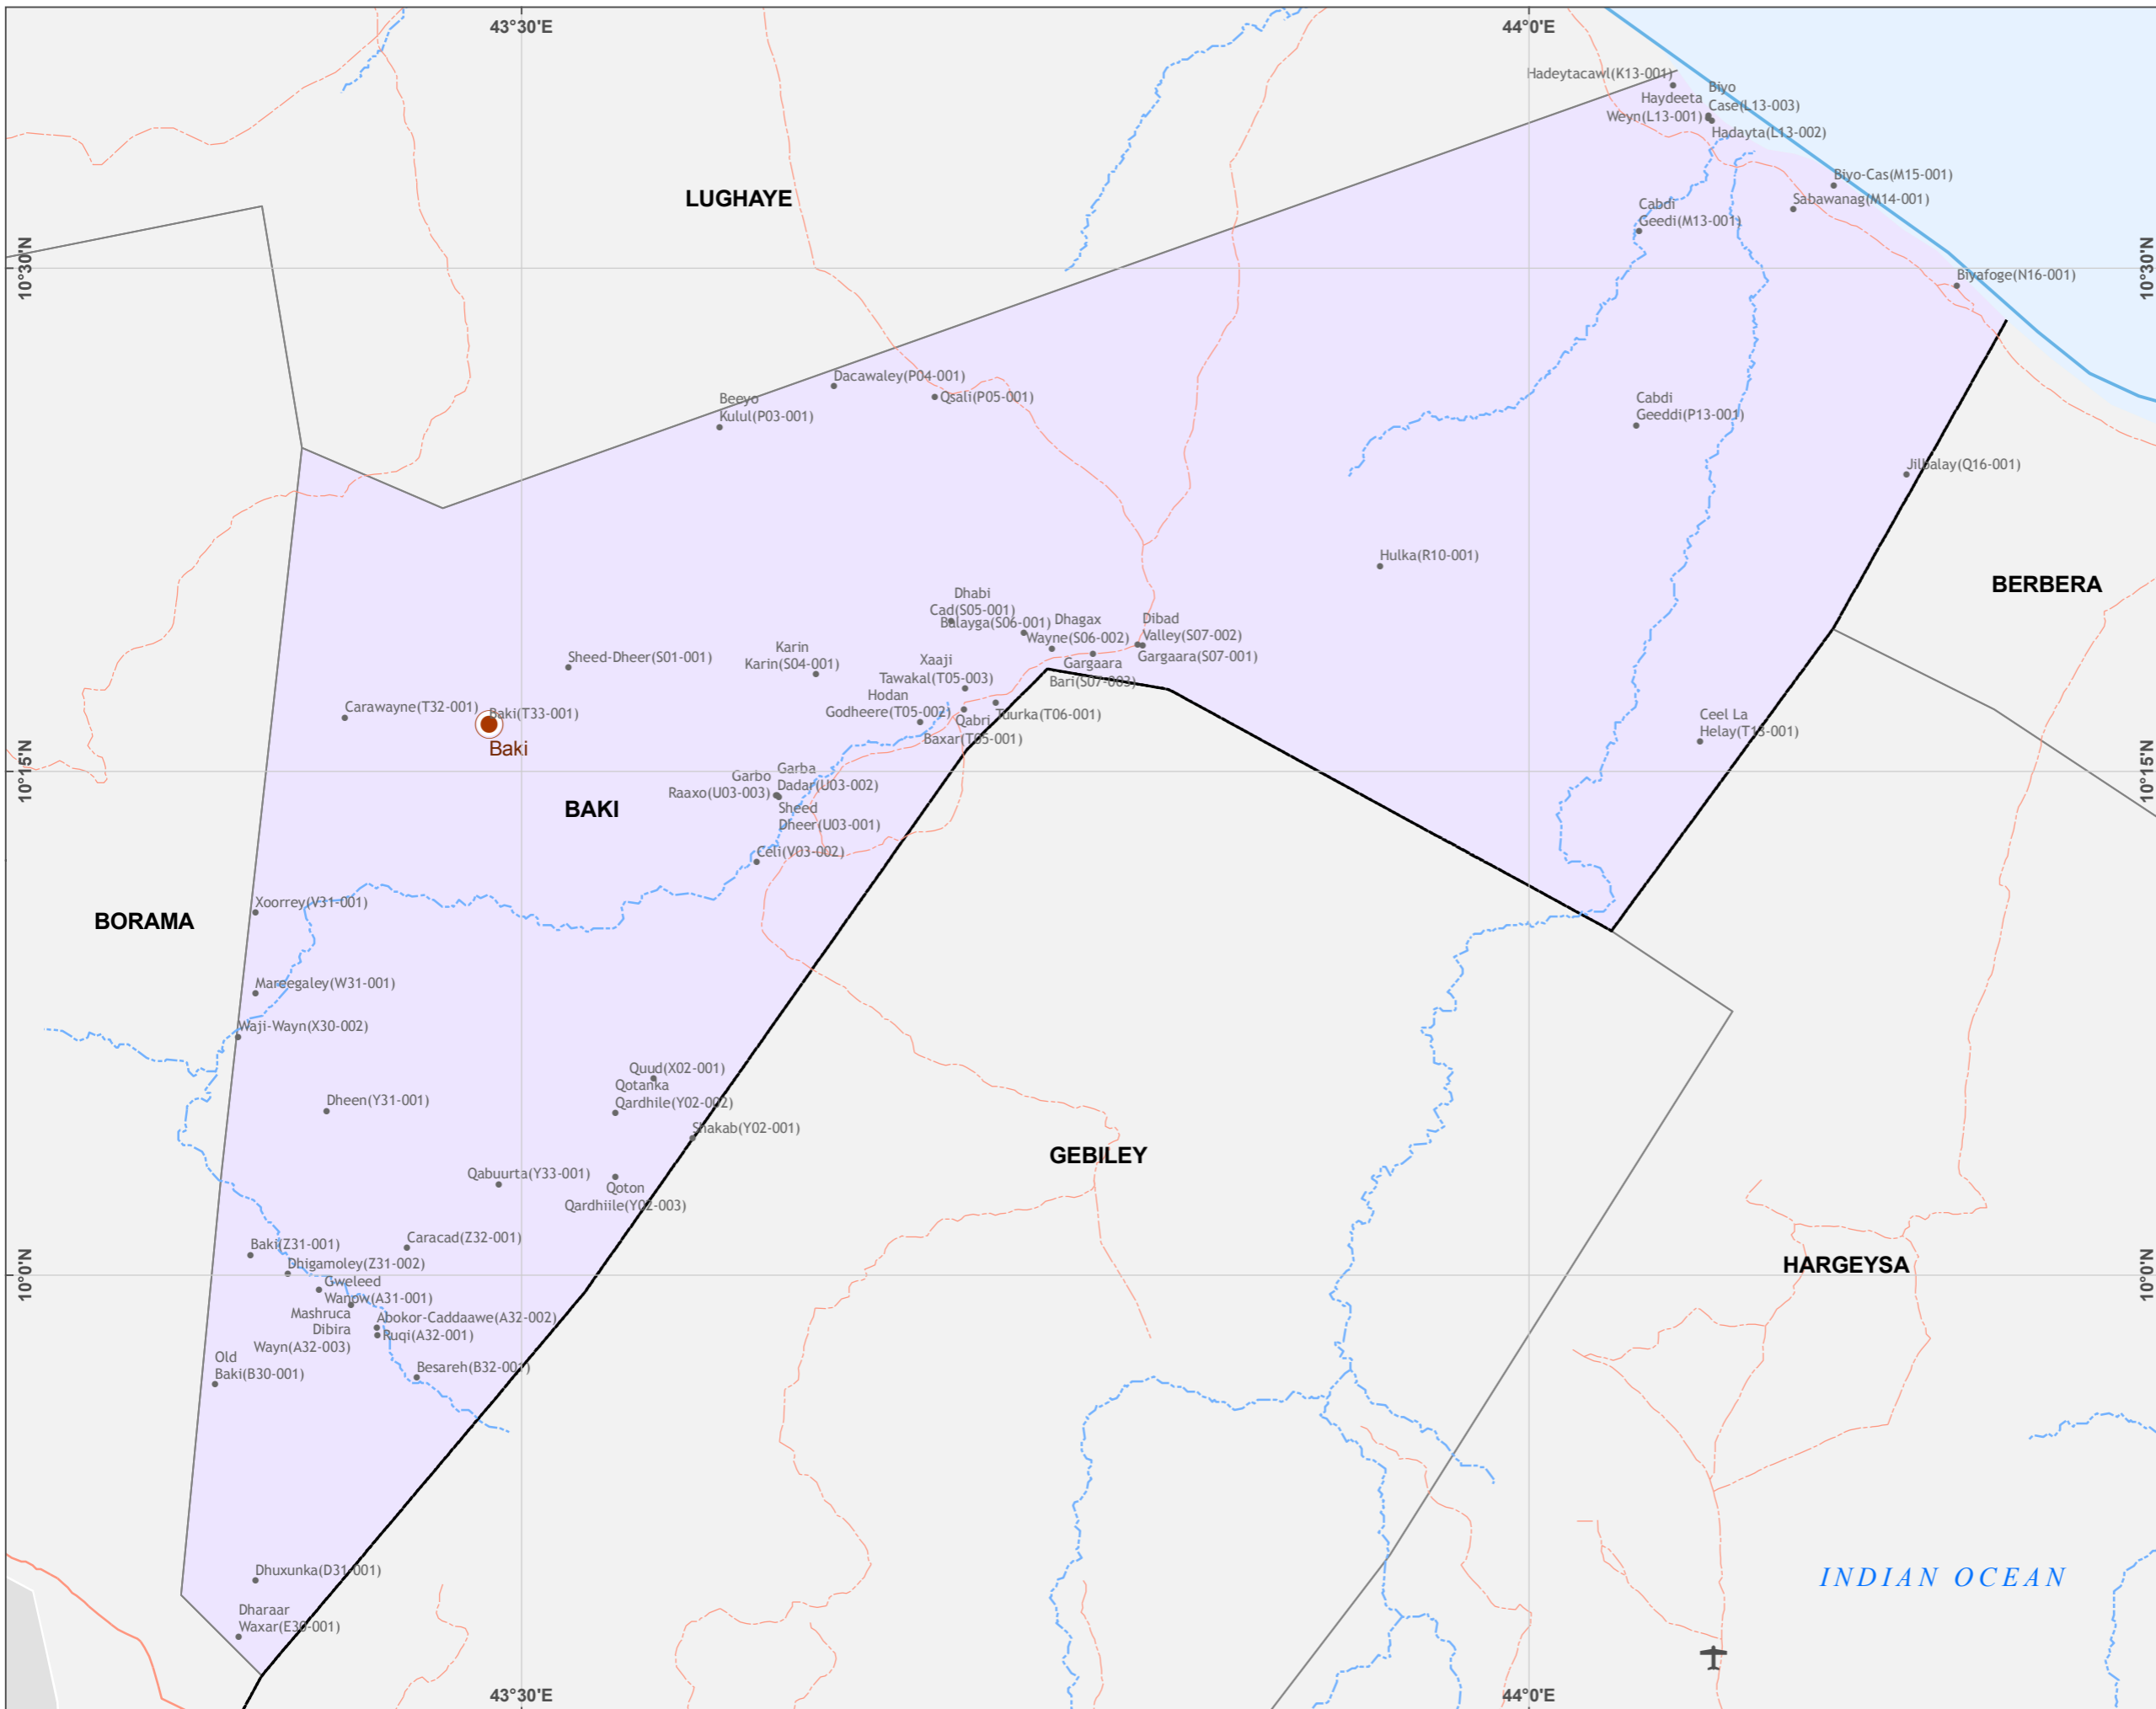 43°30'E
44°0'E
Hadeytacawl(K13-001)
Biyo
Case(L13-003)
Haydeeta
Weyn(L13-001)
Hadayta(L13-002)
LUGHAYE
Biyo-Cas(M15-001)
Sabawanag(M14-001)
Cabdi
Geedi(M13-001)
10°30'N
10°30'N
Biyafoge(N16-001)
Dacawaley(P04-001)
Qsali(P05-001)
Beeyo
Kulul(P03-001)
Cabdi
Geeddi(P13-001)
Jilbalay(Q16-001)
Hulka(R10-001)
BERBERA
Dhabi
Cad(S05-001)
Balayga(S06-001)
Dhagax
Wayne(S06-002)
Dibad
Valley(S07-002)
Gargaara(S07-001)
Gargaara
Bari(S07-003)
Karin
Karin(S04-001)
Sheed-Dheer(S01-001)
Xaaji
Tawakal(T05-003)
Hodan
Godheere(T05-002)
Tuurka(T06-001)
Qabri
Baxar(T05-001)
Carawayne(T32-001)
Baki(T33-001)
Baki
Ceel La
Helay(T13-001)
10°15'N
10°15'N
Garbo
Raaxo(U03-003)
Garba
Dadar(U03-002)
Sheed
Dheer(U03-001)
BAKI
Celi(V03-002)
Xoorrey(V31-001)
BORAMA
Mareegaley(W31-001)
Waji-Wayn(X30-002)
Quud(X02-001)
Qotanka
Qardhile(Y02-002)
Dheen(Y31-001)
Shakab(Y02-001)
GEBILEY
Qabuurta(Y33-001)
Qoton
Qardhiile(Y02-003)
Caracad(Z32-001)
Baki(Z31-001)
Dhigamoley(Z31-002)
10°0'N
10°0'N
HARGEYSA
Gweleed
Wanow(A31-001)
Mashruca
Dibira
Wayn(A32-003)
Abokor-Caddaawe(A32-002)
Ruqi(A32-001)
Old
Baki(B30-001)
Besareh(B32-001)
Dhuxunka(D31-001)
INDIAN OCEAN
Dharaar
Waxar(E30-001)
43°30'E
44°0'E